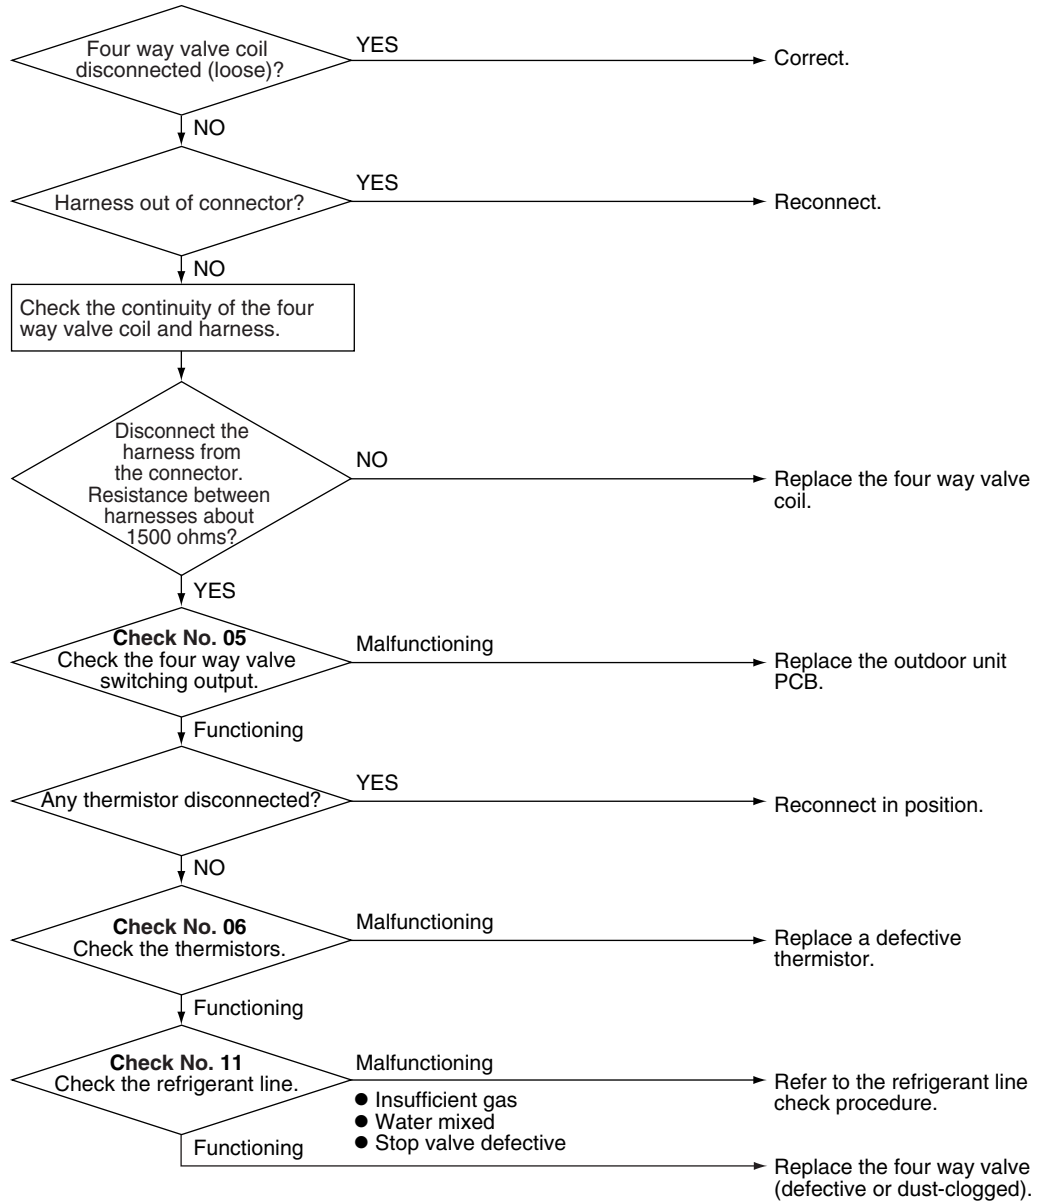 Four way valve coil
disconnected (loose)?
YES
Correct.
NO
Harness out of connector?
YES
Reconnect.
NO
Check the continuity of the four
way valve coil and harness.
Disconnect the
harness from
the connector.
Resistance between
harnesses about
1500 ohms?
NO
Replace the four way valve
coil.
YES
Check No. 05
Check the four way valve
switching output.
Malfunctioning
Replace the outdoor unit
PCB.
Functioning
Any thermistor disconnected?
YES
Reconnect in position.
NO
Check No. 06
Check the thermistors.
Malfunctioning
Replace a defective
thermistor.
Functioning
Check No. 11
Check the refrigerant line.
Malfunctioning
● Insufficient gas
● Water mixed
● Stop valve defective
Refer to the refrigerant line
check procedure.
Functioning
Replace the four way valve
(defective or dust-clogged).